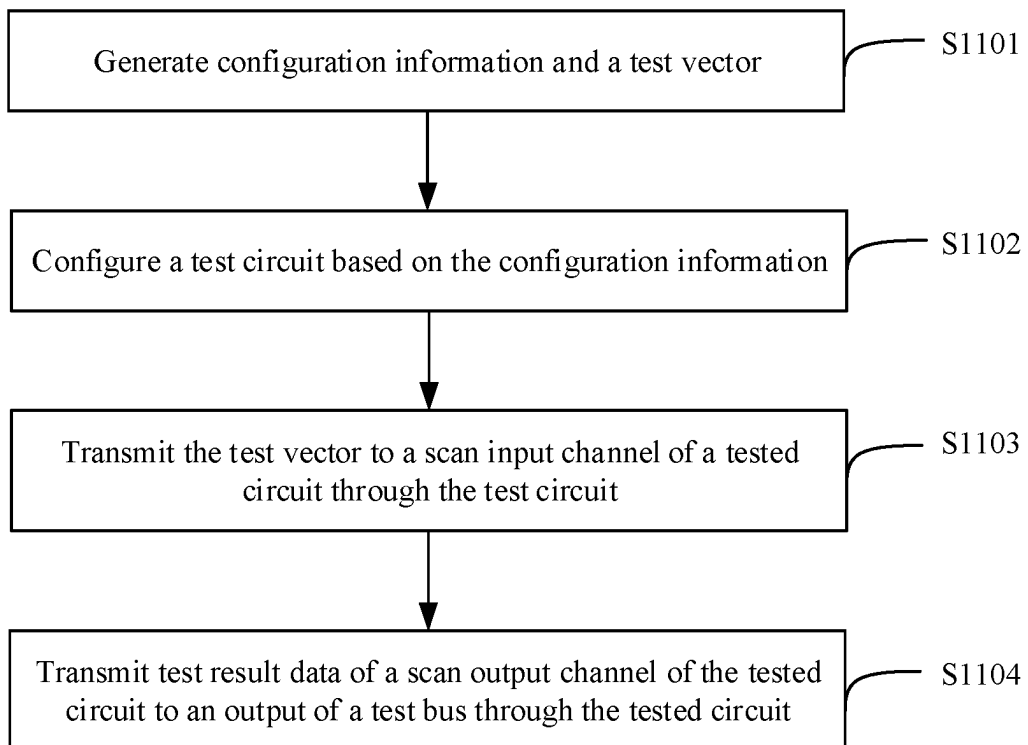 Generate configuration information and a test vector
S1101
Configure a test circuit based on the configuration information
S1102
Transmit the test vector to a scan input channel of a tested
circuit through the test circuit
S1103
Transmit test result data of a scan output channel of the tested
circuit to an output of a test bus through the tested circuit
S1104